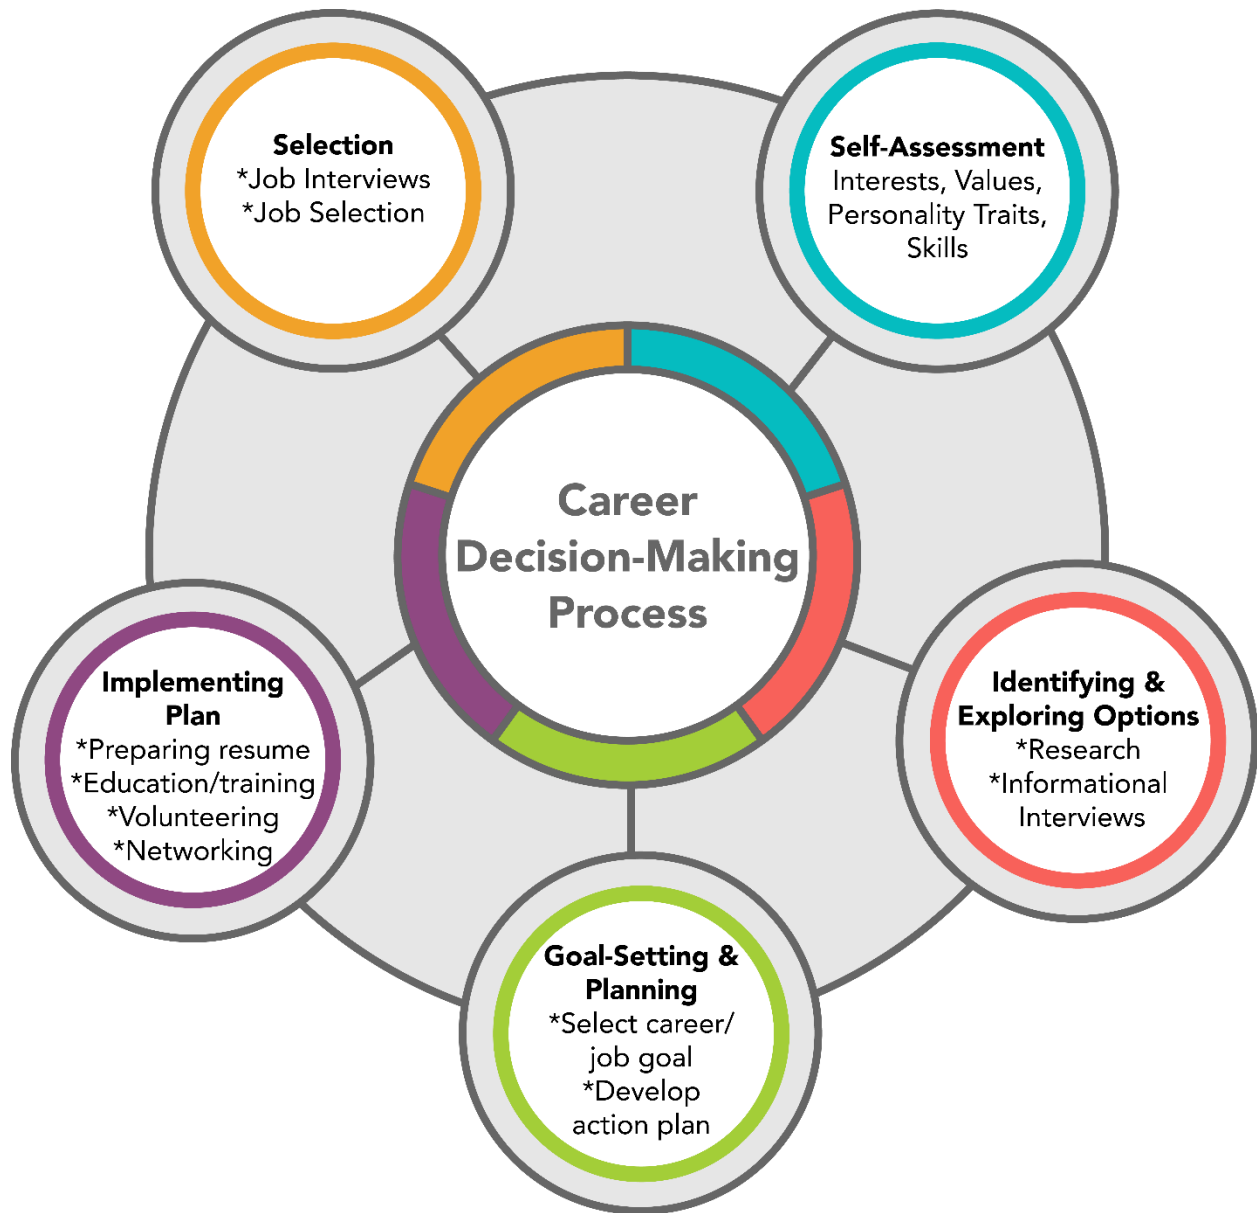 Career
Decision-Making
Process
Self-Assessment
Interests, Values,
Personality Traits,
Skills
Identifying &
Exploring Options
*Research
*Informational
Interviews
Goal-Setting &
Planning
*Select career/
job goal
*Develop
action plan
Implementing
Plan
*Preparing resume
*Education/training
*Volunteering
*Networking
Selection
*Job Interviews
*Job Selection